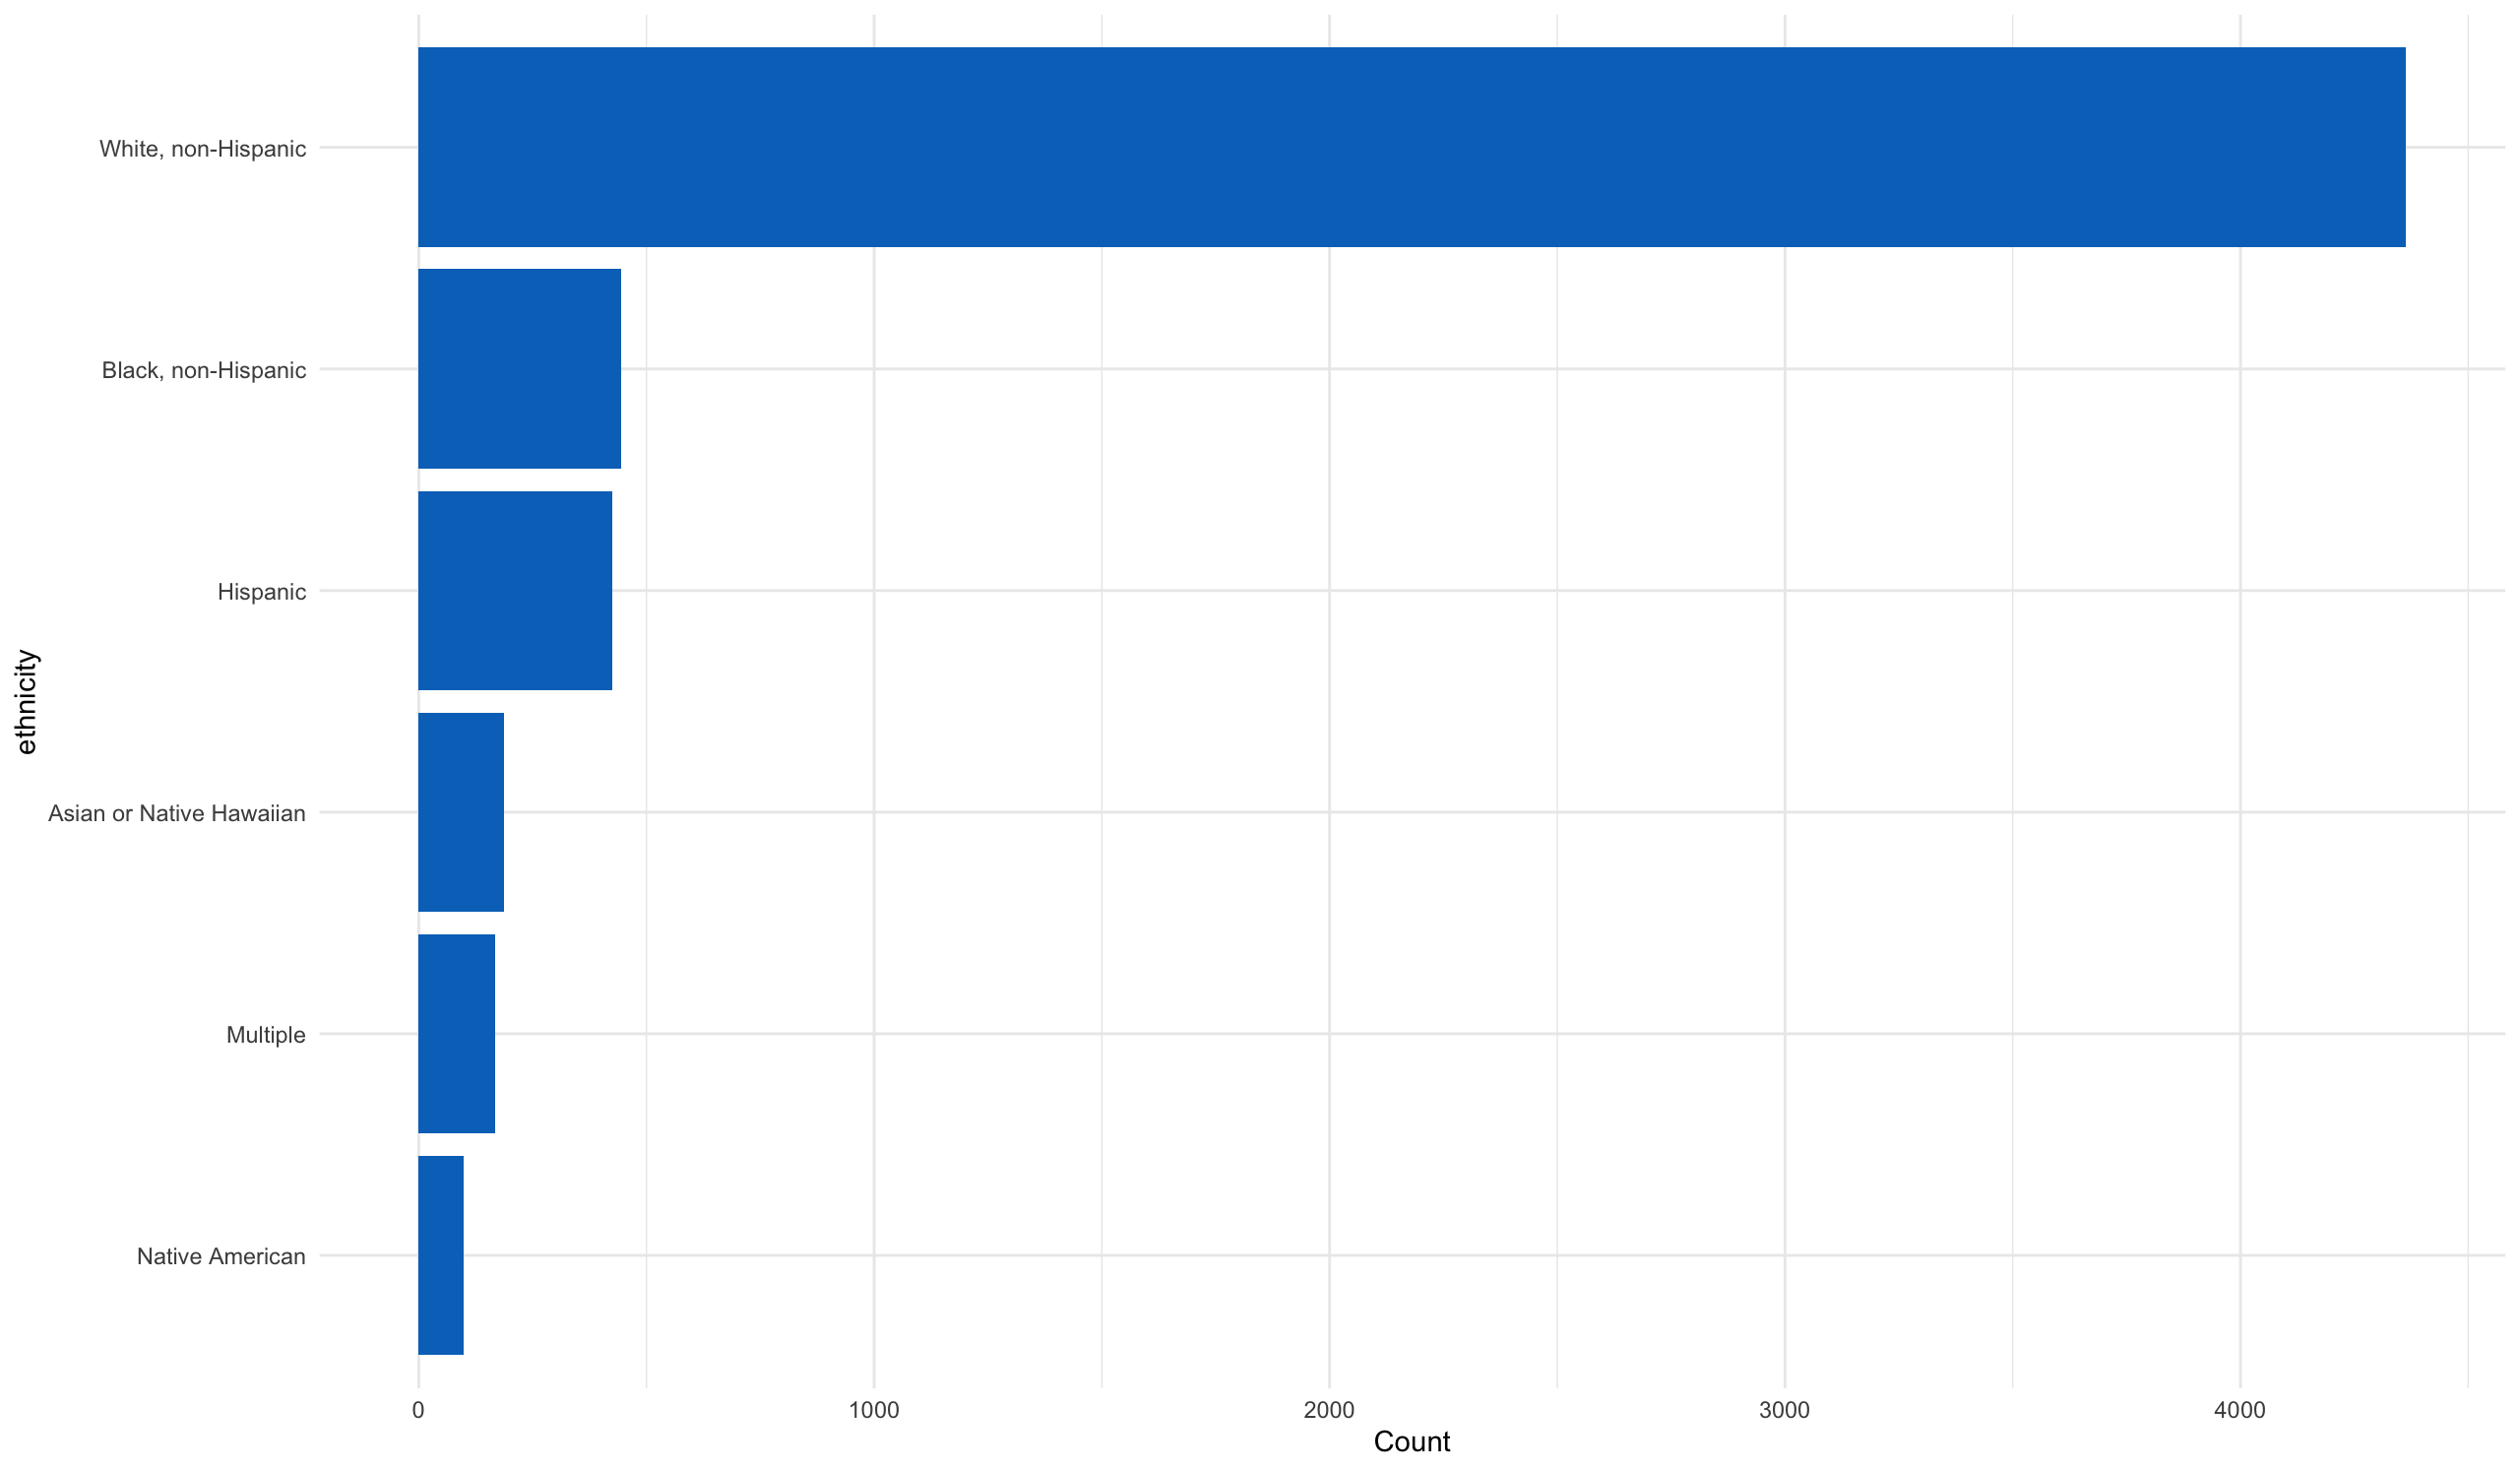 White, non-Hispanic
Black, non-Hispanic
Hispanic
Asian or Native Hawaiian
Multiple
Native American
ethnicity
0 1000 2000 3000 4000
Count